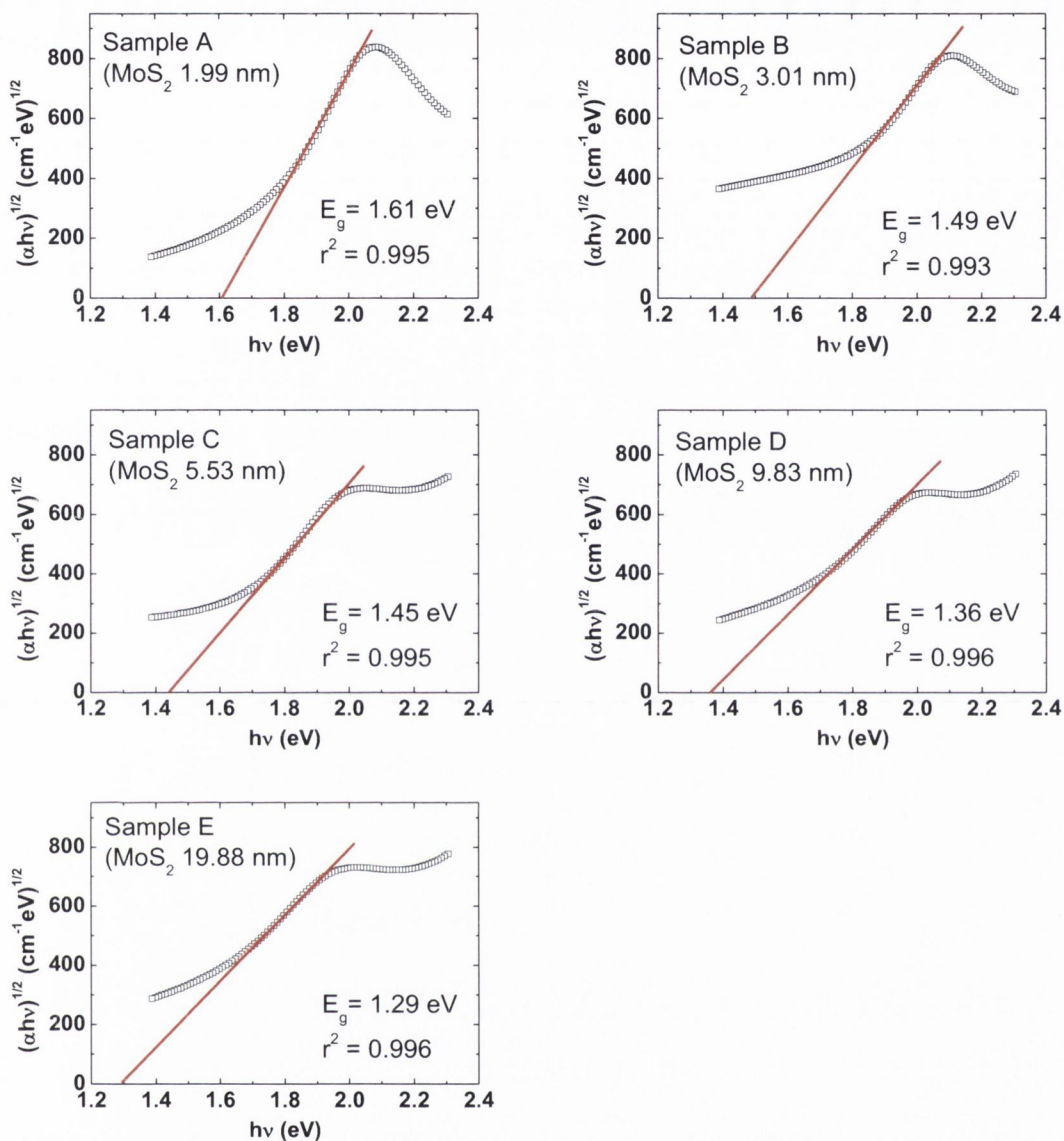 Sample A
(MoS₂ 1.99 nm)
E_g = 1.61 eV
r² = 0.995
(αhν)^1/2 (cm⁻¹eV)^1/2
800
600
400
200
0
1.2 1.4 1.6 1.8 2.0 2.2 2.4
hν (eV)
Sample B
(MoS₂ 3.01 nm)
E_g = 1.49 eV
r² = 0.993
(αhν)^1/2 (cm⁻¹eV)^1/2
800
600
400
200
0
1.2 1.4 1.6 1.8 2.0 2.2 2.4
hν (eV)
Sample C
(MoS₂ 5.53 nm)
E_g = 1.45 eV
r² = 0.995
(αhν)^1/2 (cm⁻¹eV)^1/2
800
600
400
200
0
1.2 1.4 1.6 1.8 2.0 2.2 2.4
hν (eV)
Sample D
(MoS₂ 9.83 nm)
E_g = 1.36 eV
r² = 0.996
(αhν)^1/2 (cm⁻¹eV)^1/2
800
600
400
200
0
1.2 1.4 1.6 1.8 2.0 2.2 2.4
hν (eV)
Sample E
(MoS₂ 19.88 nm)
E_g = 1.29 eV
r² = 0.996
(αhν)^1/2 (cm⁻¹eV)^1/2
800
600
400
200
0
1.2 1.4 1.6 1.8 2.0 2.2 2.4
hν (eV)